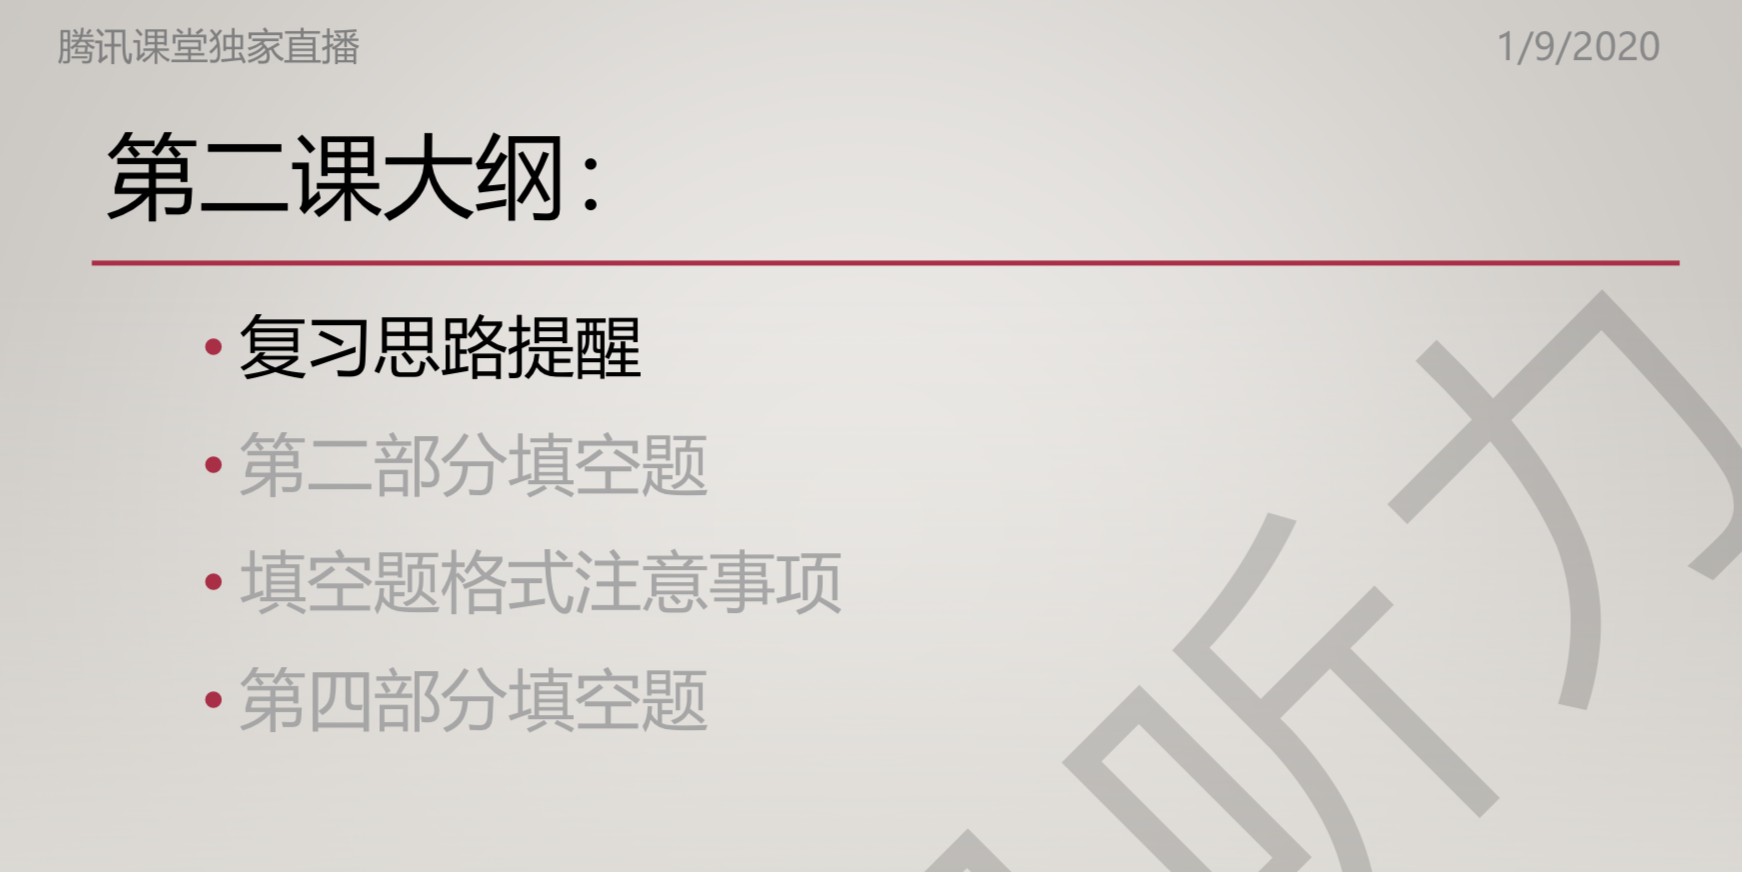 腾讯课堂独家直播
1/9/2020
第二课大纲：
• 复习思路提醒
• 第二部分填空题
• 填空题格式注意事项
• 第四部分填空题
听力